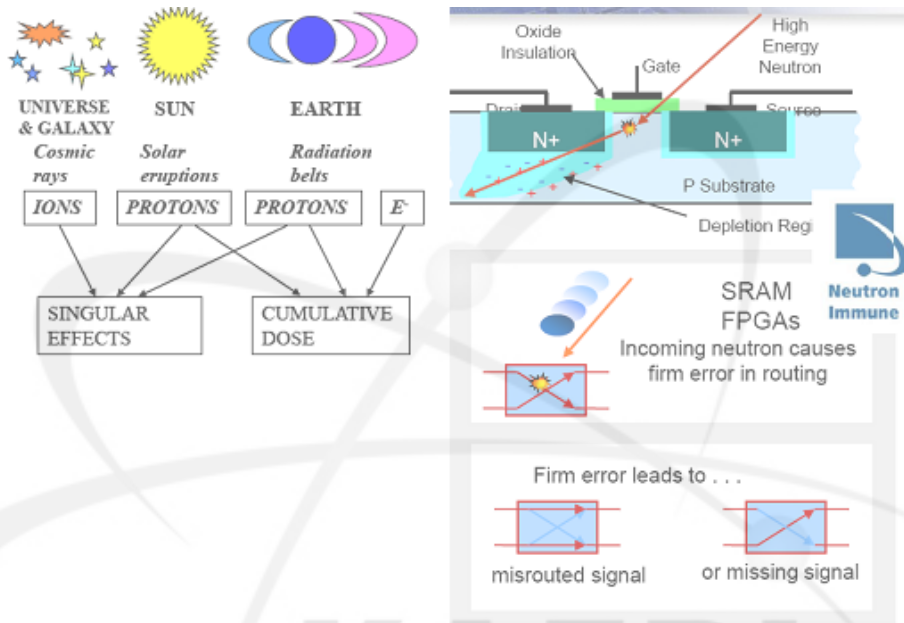 UNIVERSE
& GALAXY
SUN
EARTH
Cosmic
rays
Solar
eruptions
Radiation
belts
IONS
PROTONS
PROTONS
E-
SINGULAR
EFFECTS
CUMULATIVE
DOSE
Oxide
Insulation
Gate
High
Energy
Neutron
Drain
Source
N+
N+
P Substrate
Depletion Regi
Neutron
Immune
SRAM
FPGAs
Incoming neutron causes
firm error in routing
Firm error leads to . . .
misrouted signal
or missing signal